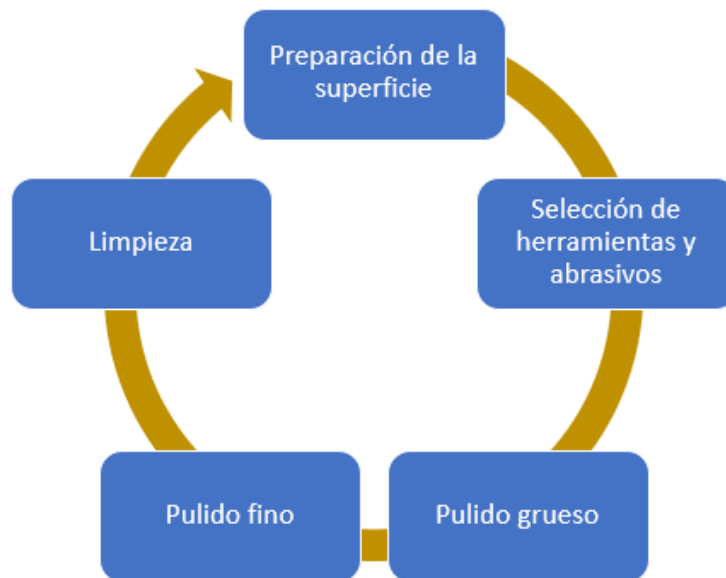 Preparación de la
superficie
Selección de
herramientas y
abrasivos
Pulido grueso
Pulido fino
Limpieza